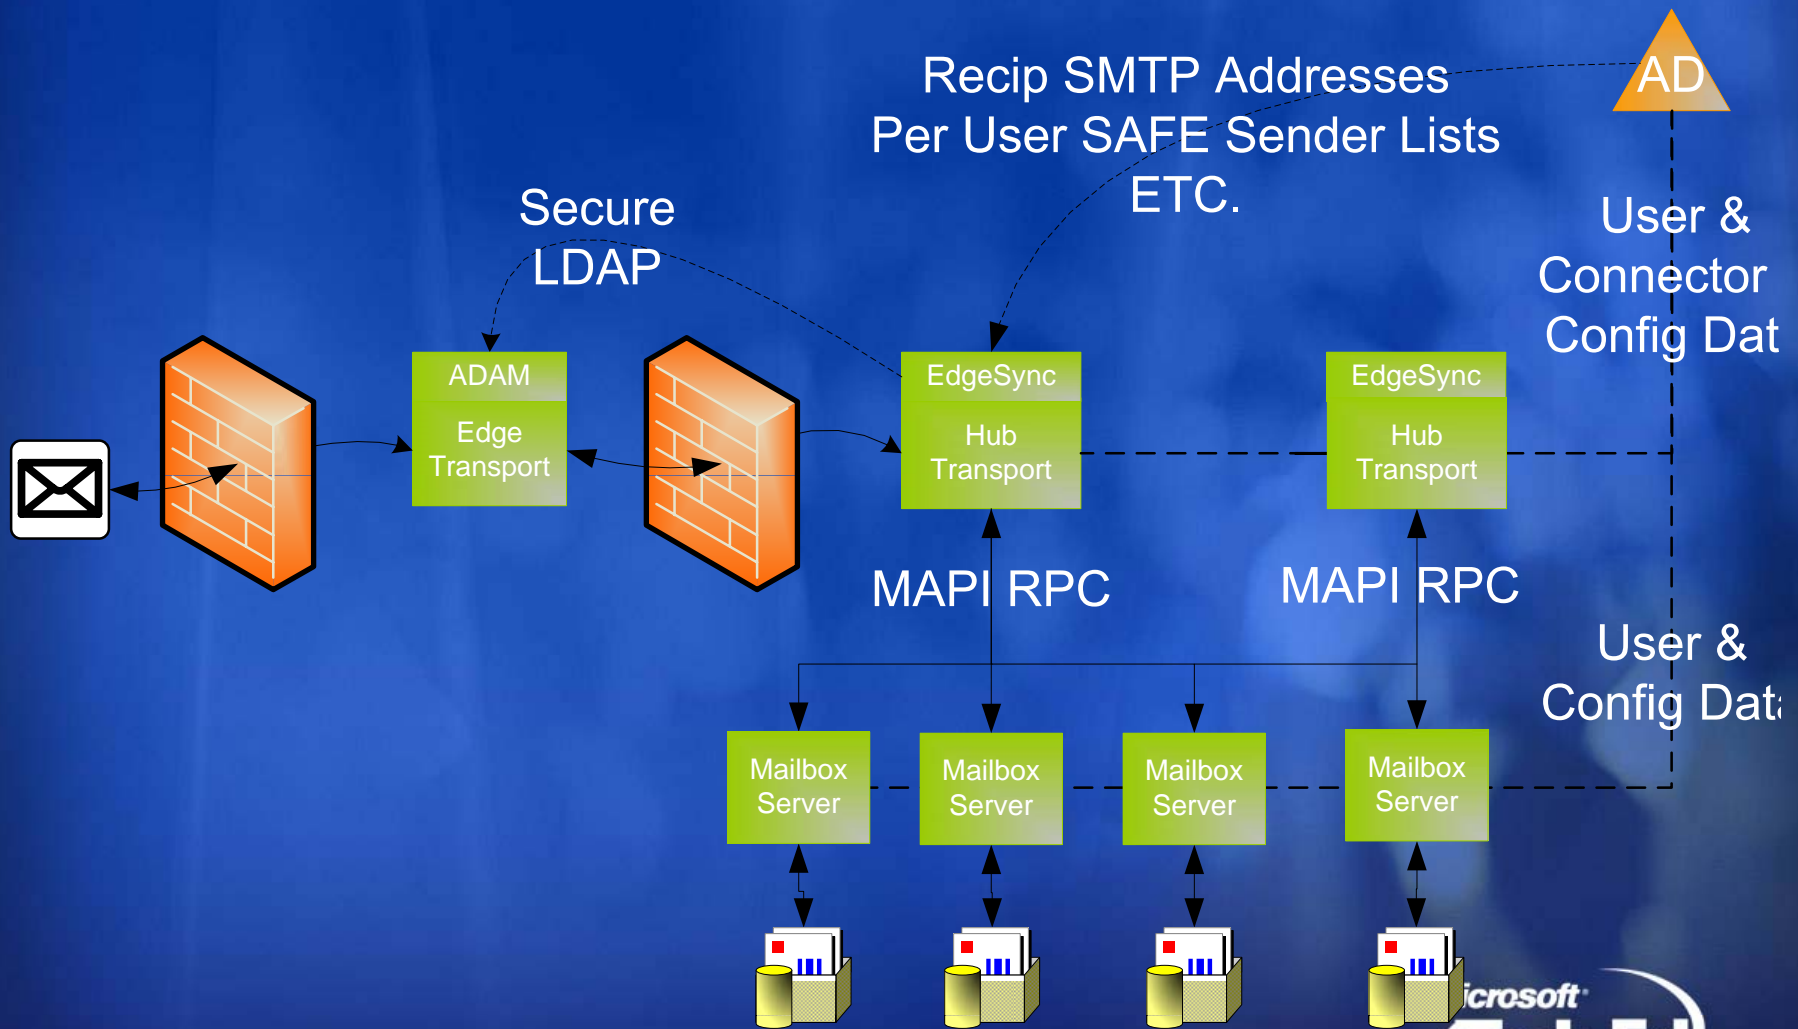 AD
Recip SMTP Addresses
Per User SAFE Sender Lists
ETC.
Secure
LDAP
User &
Connector
Config Dat
ADAM
Edge
Transport
EdgeSync
Hub
Transport
EdgeSync
Hub
Transport
MAPI RPC
MAPI RPC
User &
Config Data
Mailbox
Server
Mailbox
Server
Mailbox
Server
Mailbox
Server
icrosoft